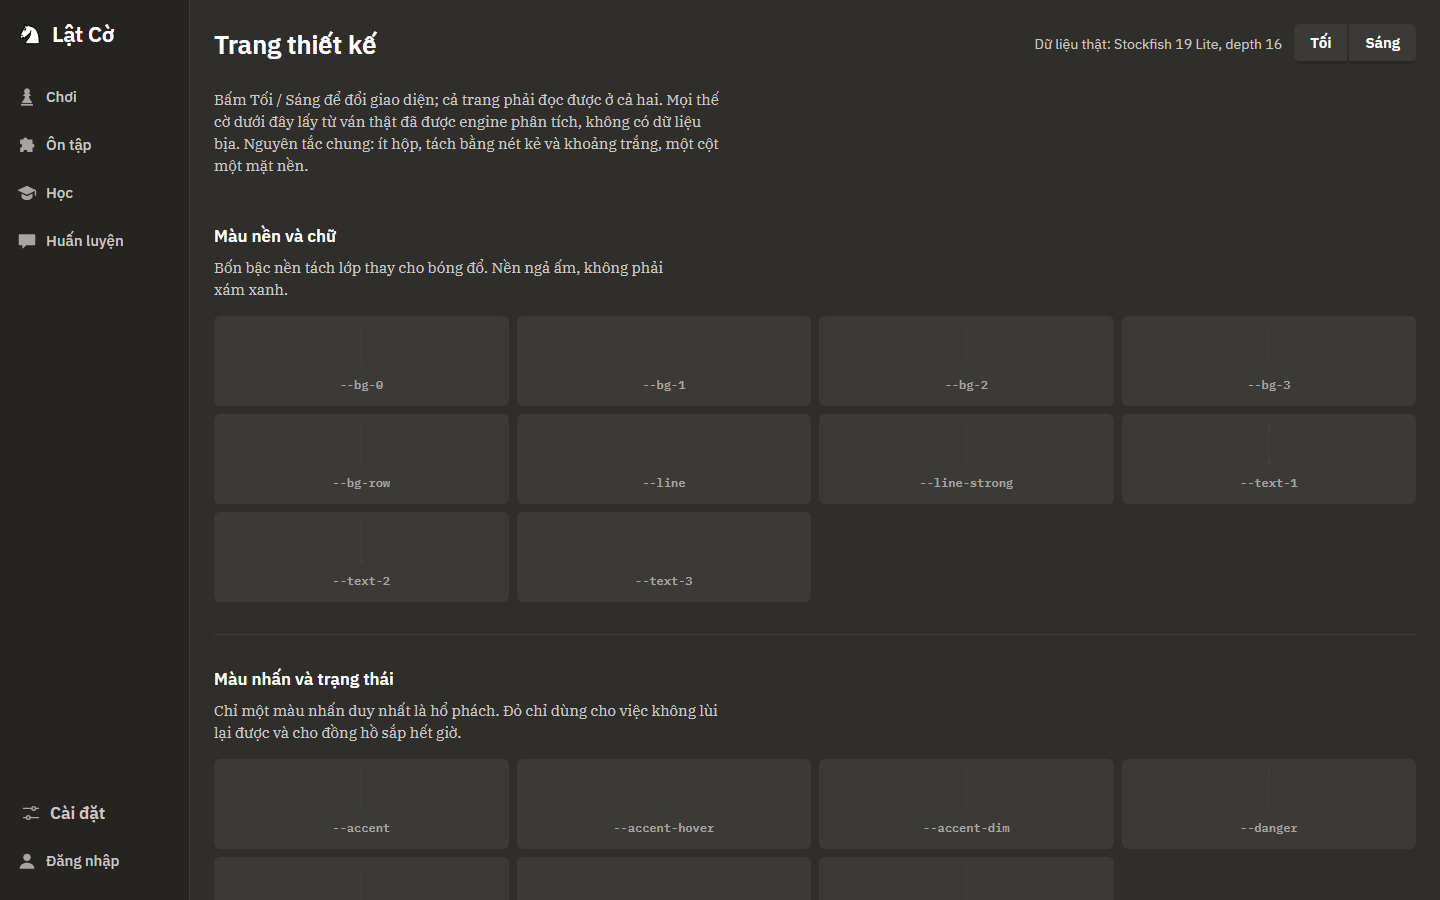 Lật Cờ
Chơi
Ôn tập
Học
Huấn luyện
Cài đặt
Đăng nhập
Trang thiết kế
Dữ liệu thật: Stockfish 19 Lite, depth 16
Tối
Sáng
Bấm Tối / Sáng để đổi giao diện; cả trang phải đọc được ở cả hai. Mọi thế
cờ dưới đây lấy từ ván thật đã được engine phân tích, không có dữ liệu
bịa. Nguyên tắc chung: ít hộp, tách bằng nét kẻ và khoảng trắng, một cột
một mặt nền.
Màu nền và chữ
Bốn bậc nền tách lớp thay cho bóng đổ. Nền ngả ấm, không phải
xám xanh.
--bg-0
--bg-1
--bg-2
--bg-3
--bg-row
--line
--line-strong
--text-1
--text-2
--text-3
Màu nhấn và trạng thái
Chỉ một màu nhấn duy nhất là hổ phách. Đỏ chỉ dùng cho việc không lùi
lại được và cho đồng hồ sắp hết giờ.
--accent
--accent-hover
--accent-dim
--danger